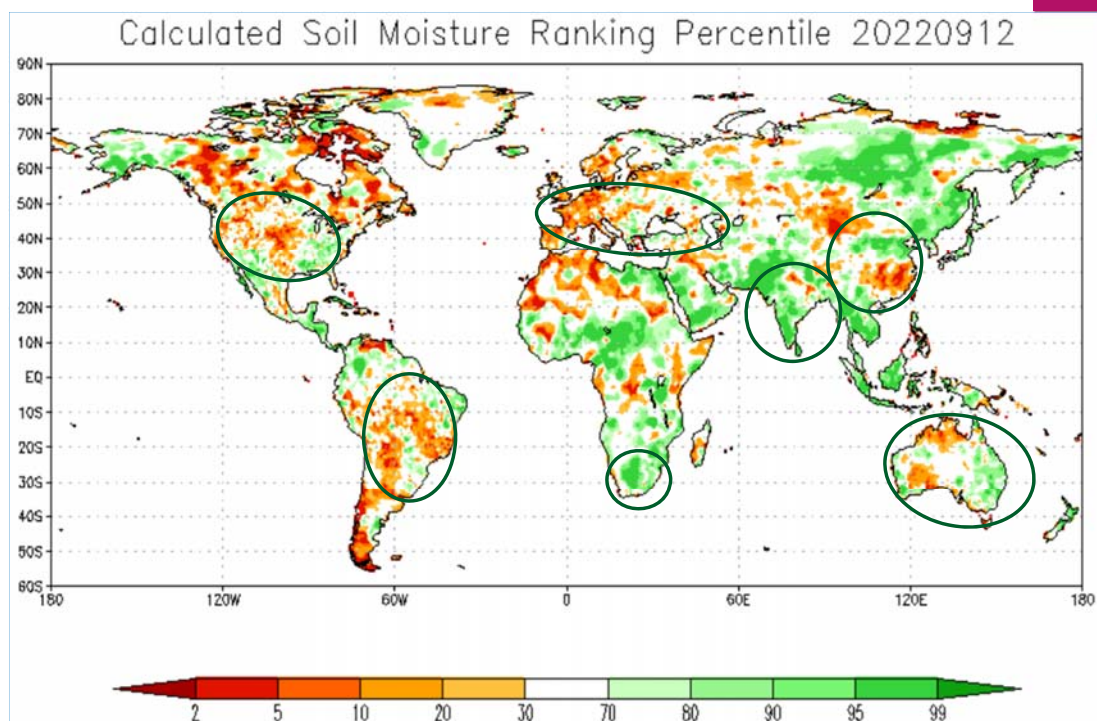 Calculated Soil Moisture Ranking Percentile 20220912
90N
80N
70N
60N
50N
40N
30N
20N
10N
EQ
10S
20S
30S
40S
50S
60S
180 120W 60W 0 60E 120E 180
2 5 10 20 30 70 80 90 95 99